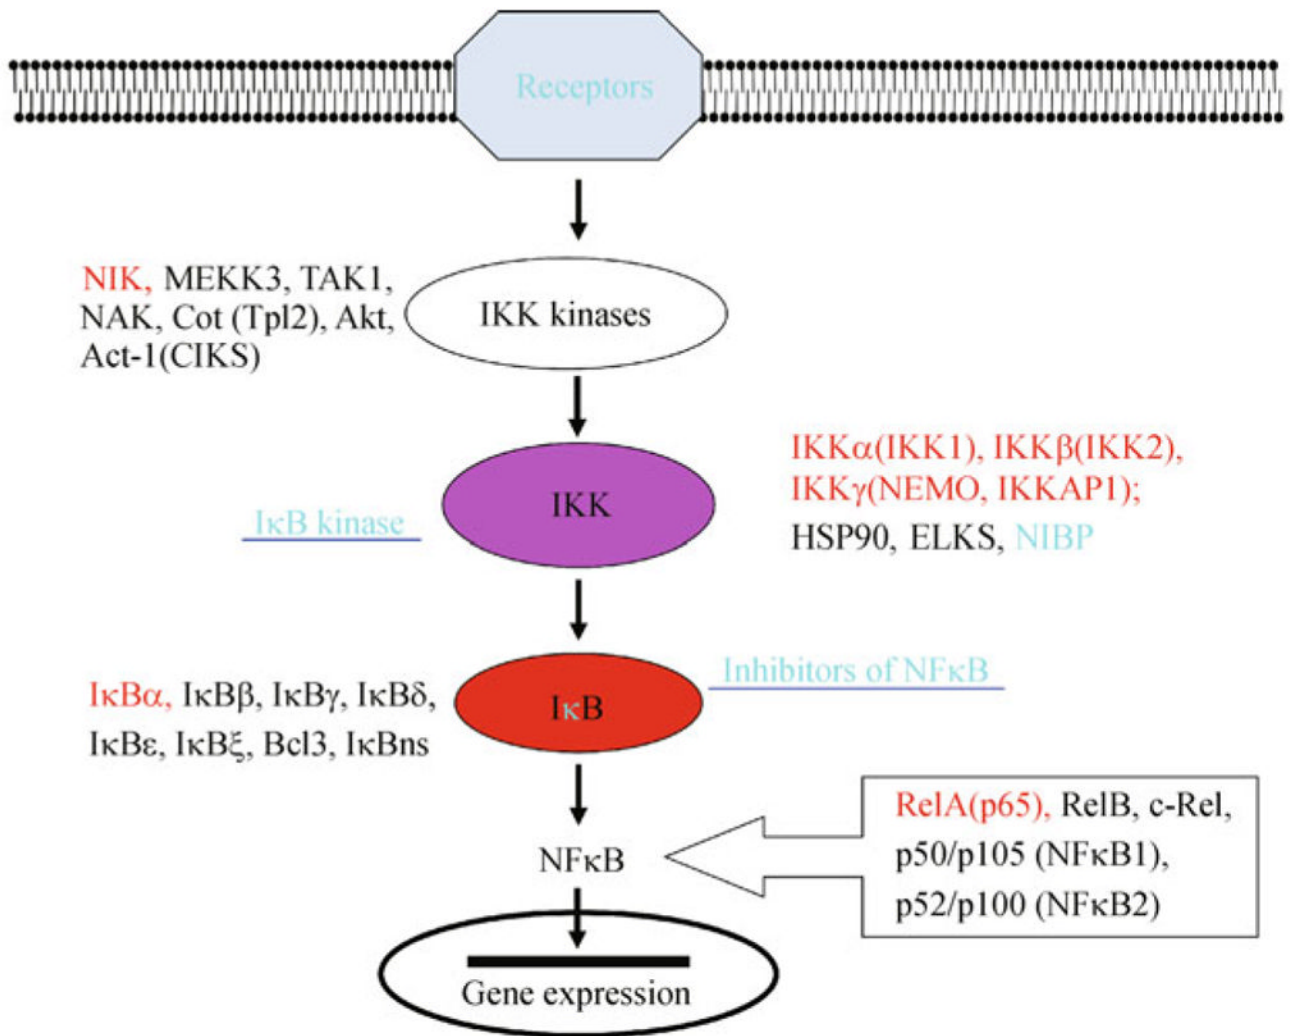 Receptors
NIK, MEKK3, TAK1,
NAK, Cot (Tpl2), Akt,
Act-1(CIKS)
IKK kinases
IKKα(IKK1), IKKβ(IKK2),
IKKγ(NEMO, IKKAP1);
HSP90, ELKS, NIBP
IKK
IκB kinase
Inhibitors of NFκB
IκBα, IκBβ, IκBγ, IκBδ,
IκBε, IκBξ, Bcl3, IκBns
IκB
RelA(p65), RelB, c-Rel,
p50/p105 (NFκB1),
p52/p100 (NFκB2)
NFκB
Gene expression